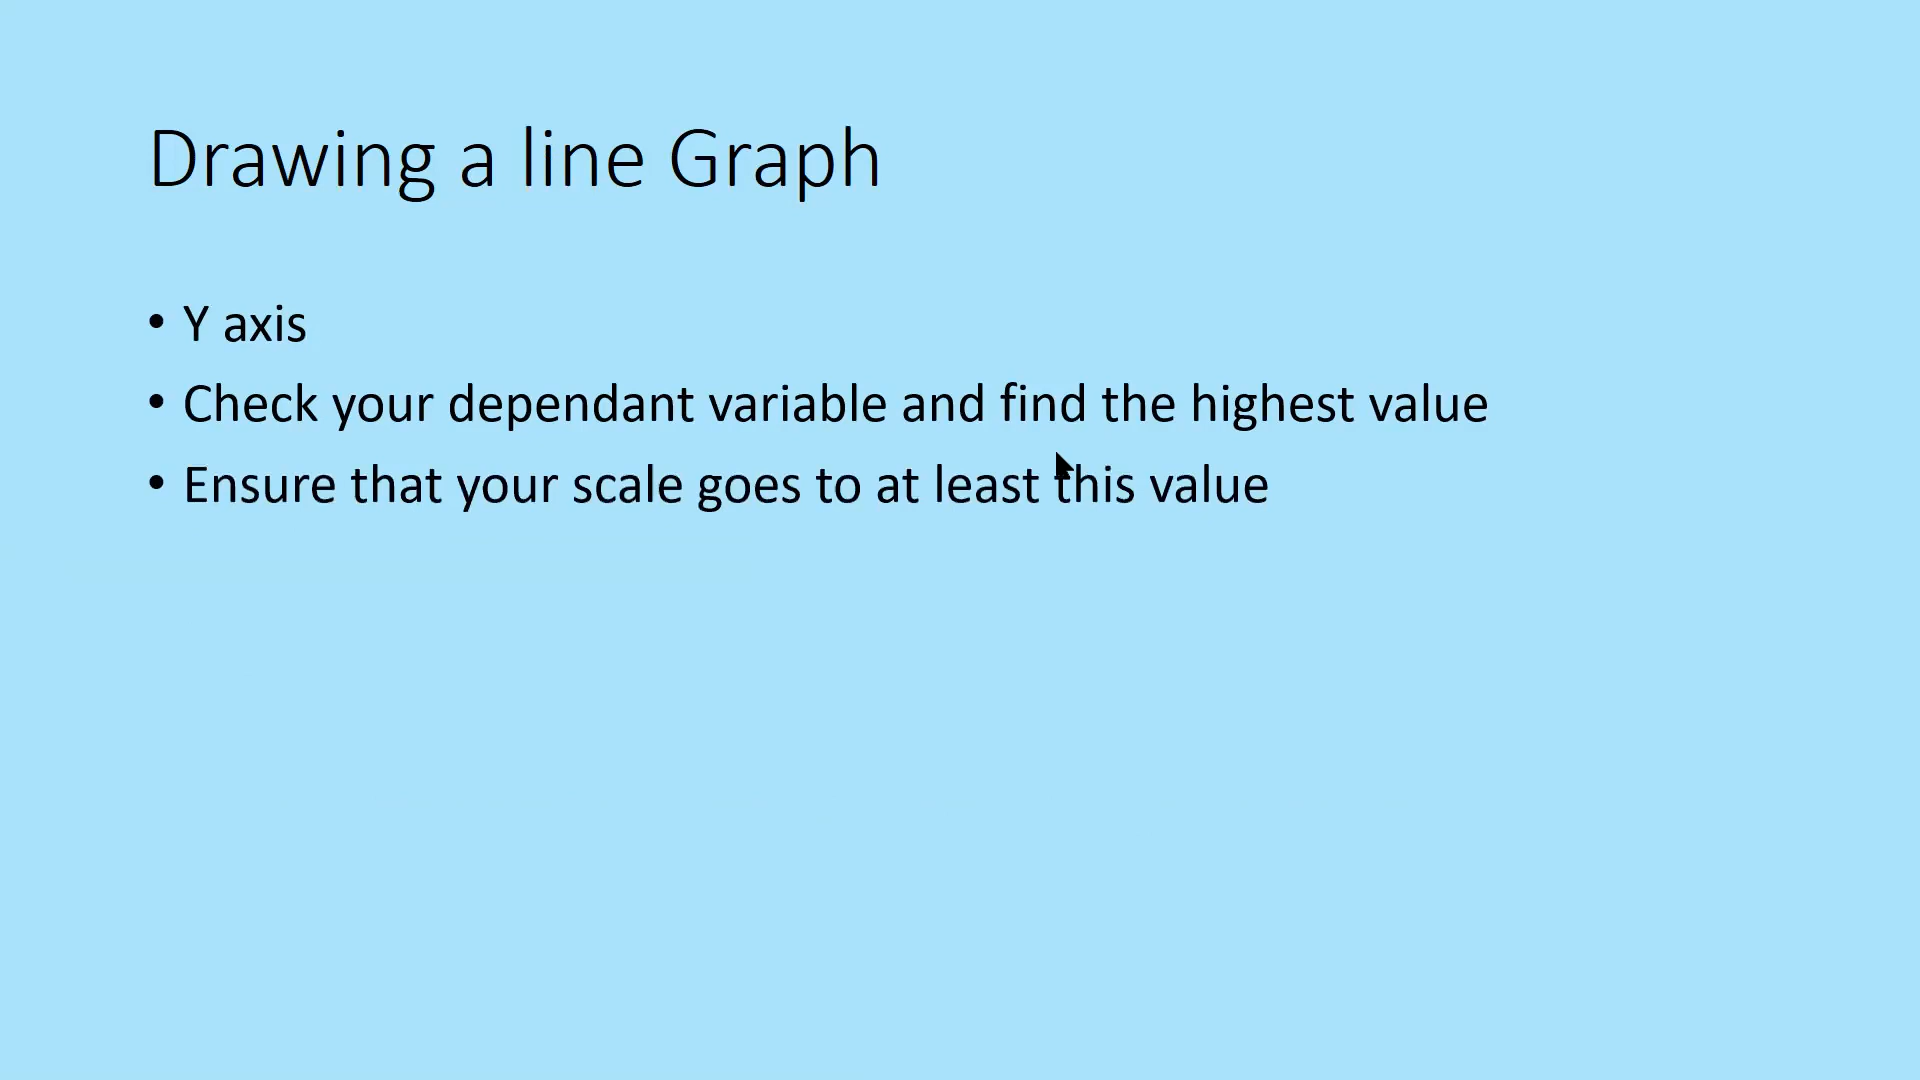 Drawing a line Graph
• Y axis
• Check your dependant variable and find the highest value
• Ensure that your scale goes to at least this value